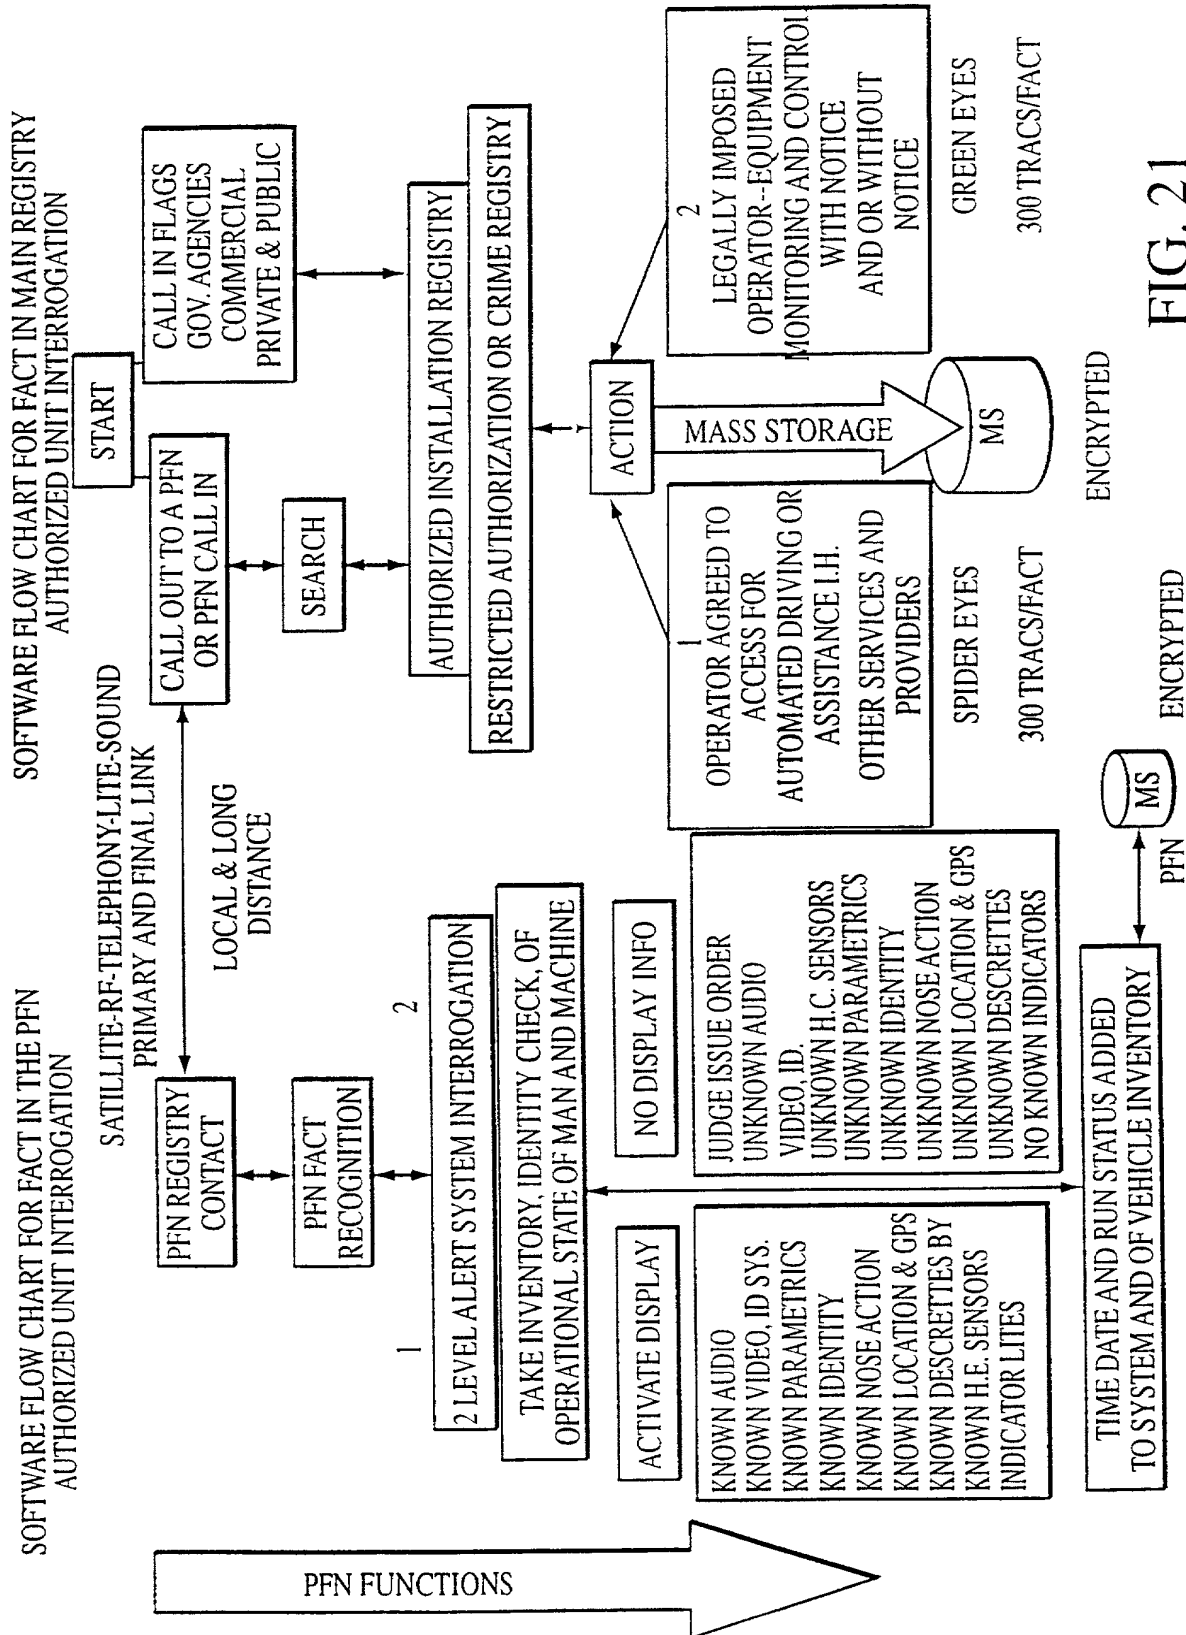 SOFTWARE FLOW CHART FOR FACT IN THE PFN
AUTHORIZED UNIT INTERROGATION
SOFTWARE FLOW CHART FOR FACT IN MAIN REGISTRY
AUTHORIZED UNIT INTERROGATION
SATILLITE-RF-TELEPHONY-LITE-SOUND
PRIMARY AND FINAL LINK
LOCAL & LONG
DISTANCE
START
CALL OUT TO A PFN
OR PFN CALL IN
CALL IN FLAGS
GOV. AGENCIES
COMMERCIAL
PRIVATE & PUBLIC
SEARCH
AUTHORIZED INSTALLATION REGISTRY
RESTRICTED AUTHORIZATION OR CRIME REGISTRY
ACTION
1
OPERATOR AGREED TO
ACCESS FOR
AUTOMATED DRIVING OR
ASSISTANCE I.H.
OTHER SERVICES AND
PROVIDERS
SPIDER EYES
300 TRACS/FACT
MASS STORAGE
MS
ENCRYPTED
2
LEGALLY IMPOSED
OPERATOR--EQUIPMENT
MONITORING AND CONTROL
WITH NOTICE
AND OR WITHOUT
NOTICE
GREEN EYES
300 TRACS/FACT
PFN REGISTRY
CONTACT
PFN FACT
RECOGNITION
1
2
2 LEVEL ALERT SYSTEM INTERROGATION
TAKE INVENTORY, IDENTITY CHECK, OF
OPERATIONAL STATE OF MAN AND MACHINE
ACTIVATE DISPLAY
KNOWN AUDIO
KNOWN VIDEO, ID SYS.
KNOWN PARAMETRICS
KNOWN IDENTITY
KNOWN NOSE ACTION
KNOWN LOCATION & GPS
KNOWN DESCRETTES BY
KNOWN H.E. SENSORS
INDICATOR LITES
NO DISPLAY INFO
JUDGE ISSUE ORDER
UNKNOWN AUDIO
VIDEO, ID.
UNKNOWN H.C. SENSORS
UNKNOWN PARAMETRICS
UNKNOWN IDENTITY
UNKNOWN NOSE ACTION
UNKNOWN LOCATION & GPS
UNKNOWN DESCRETTES
NO KNOWN INDICATORS
TIME DATE AND RUN STATUS ADDED
TO SYSTEM AND OF VEHICLE INVENTORY
MS
PFN
ENCRYPTED
PFN FUNCTIONS
FIG. 21